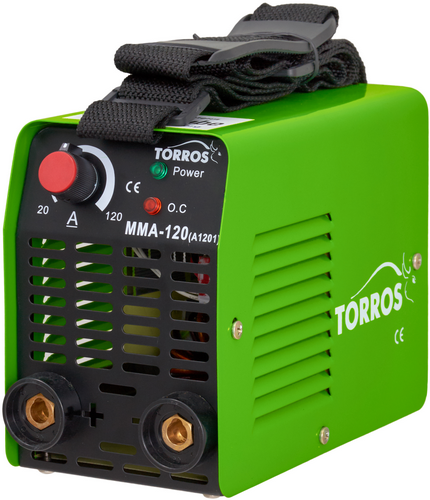 TORROS
Power
CE
O.C
20 A 120
MMA-120(A1201)
- +
TORROS
CE